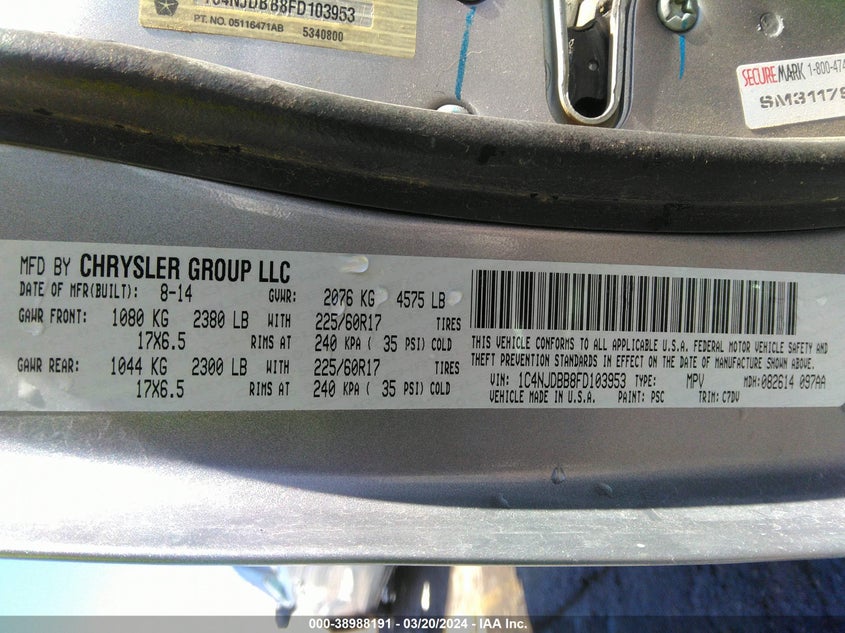 1C4NJDBB8FD103953
PT. NO. 05116471AB 5340800
SECUREMARK 1-800-474
SM31179
MFD BY CHRYSLER GROUP LLC
DATE OF MFR(BUILT): 8-14 GVWR: 2076 KG 4575 LB
GAWR FRONT: 1080 KG 2380 LB WITH 225/60R17 TIRES
17X6.5 RIMS AT 240 KPA ( 35 PSI) COLD
GAWR REAR: 1044 KG 2300 LB WITH 225/60R17 TIRES
17X6.5 RIMS AT 240 KPA ( 35 PSI) COLD
THIS VEHICLE CONFORMS TO ALL APPLICABLE U.S.A. FEDERAL MOTOR VEHICLE SAFETY AND
THEFT PREVENTION STANDARDS IN EFFECT ON THE DATE OF MANUFACTURE SHOWN ABOVE.
VIN: 1C4NJDBB8FD103953 TYPE: MPV MDH: 082614 097AA
VEHICLE MADE IN U.S.A. PAINT: PSC TRIM: C7DV
000-38988191 - 03/20/2024 - IAA Inc.